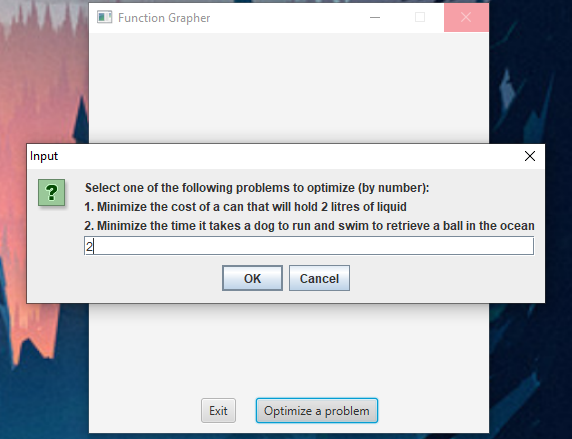 Function Grapher
Input
Select one of the following problems to optimize (by number):
1. Minimize the cost of a can that will hold 2 litres of liquid
2. Minimize the time it takes a dog to run and swim to retrieve a ball in the ocean
2
OK Cancel
Exit Optimize a problem